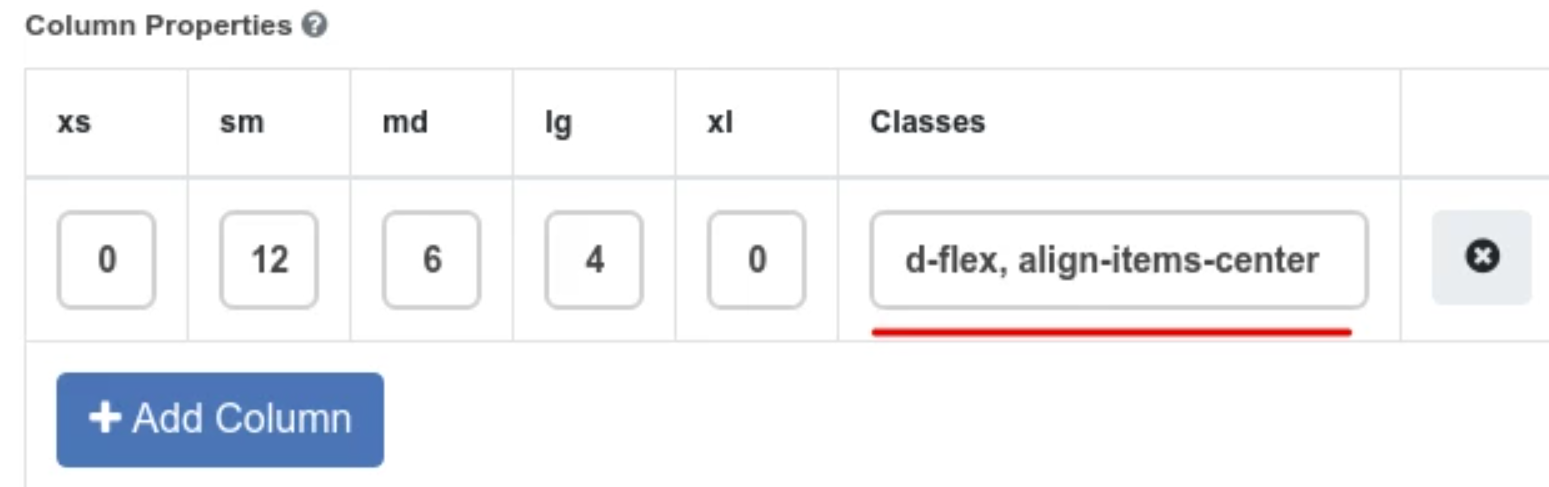 Column Properties
xs sm md lg xl Classes
0 12 6 4 0 d-flex, align-items-center
Add Column